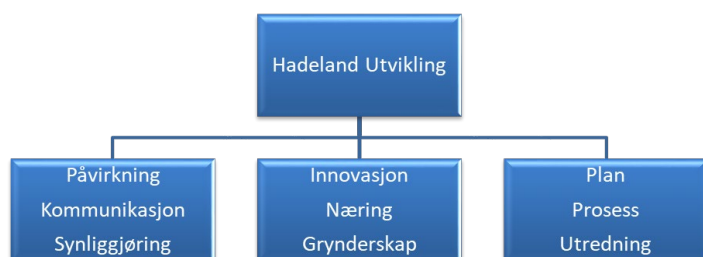 Hadeland Utvikling
Påvirkning
Kommunikasjon
Synliggjøring
Innovasjon
Næring
Grynderskap
Plan
Prosess
Utredning